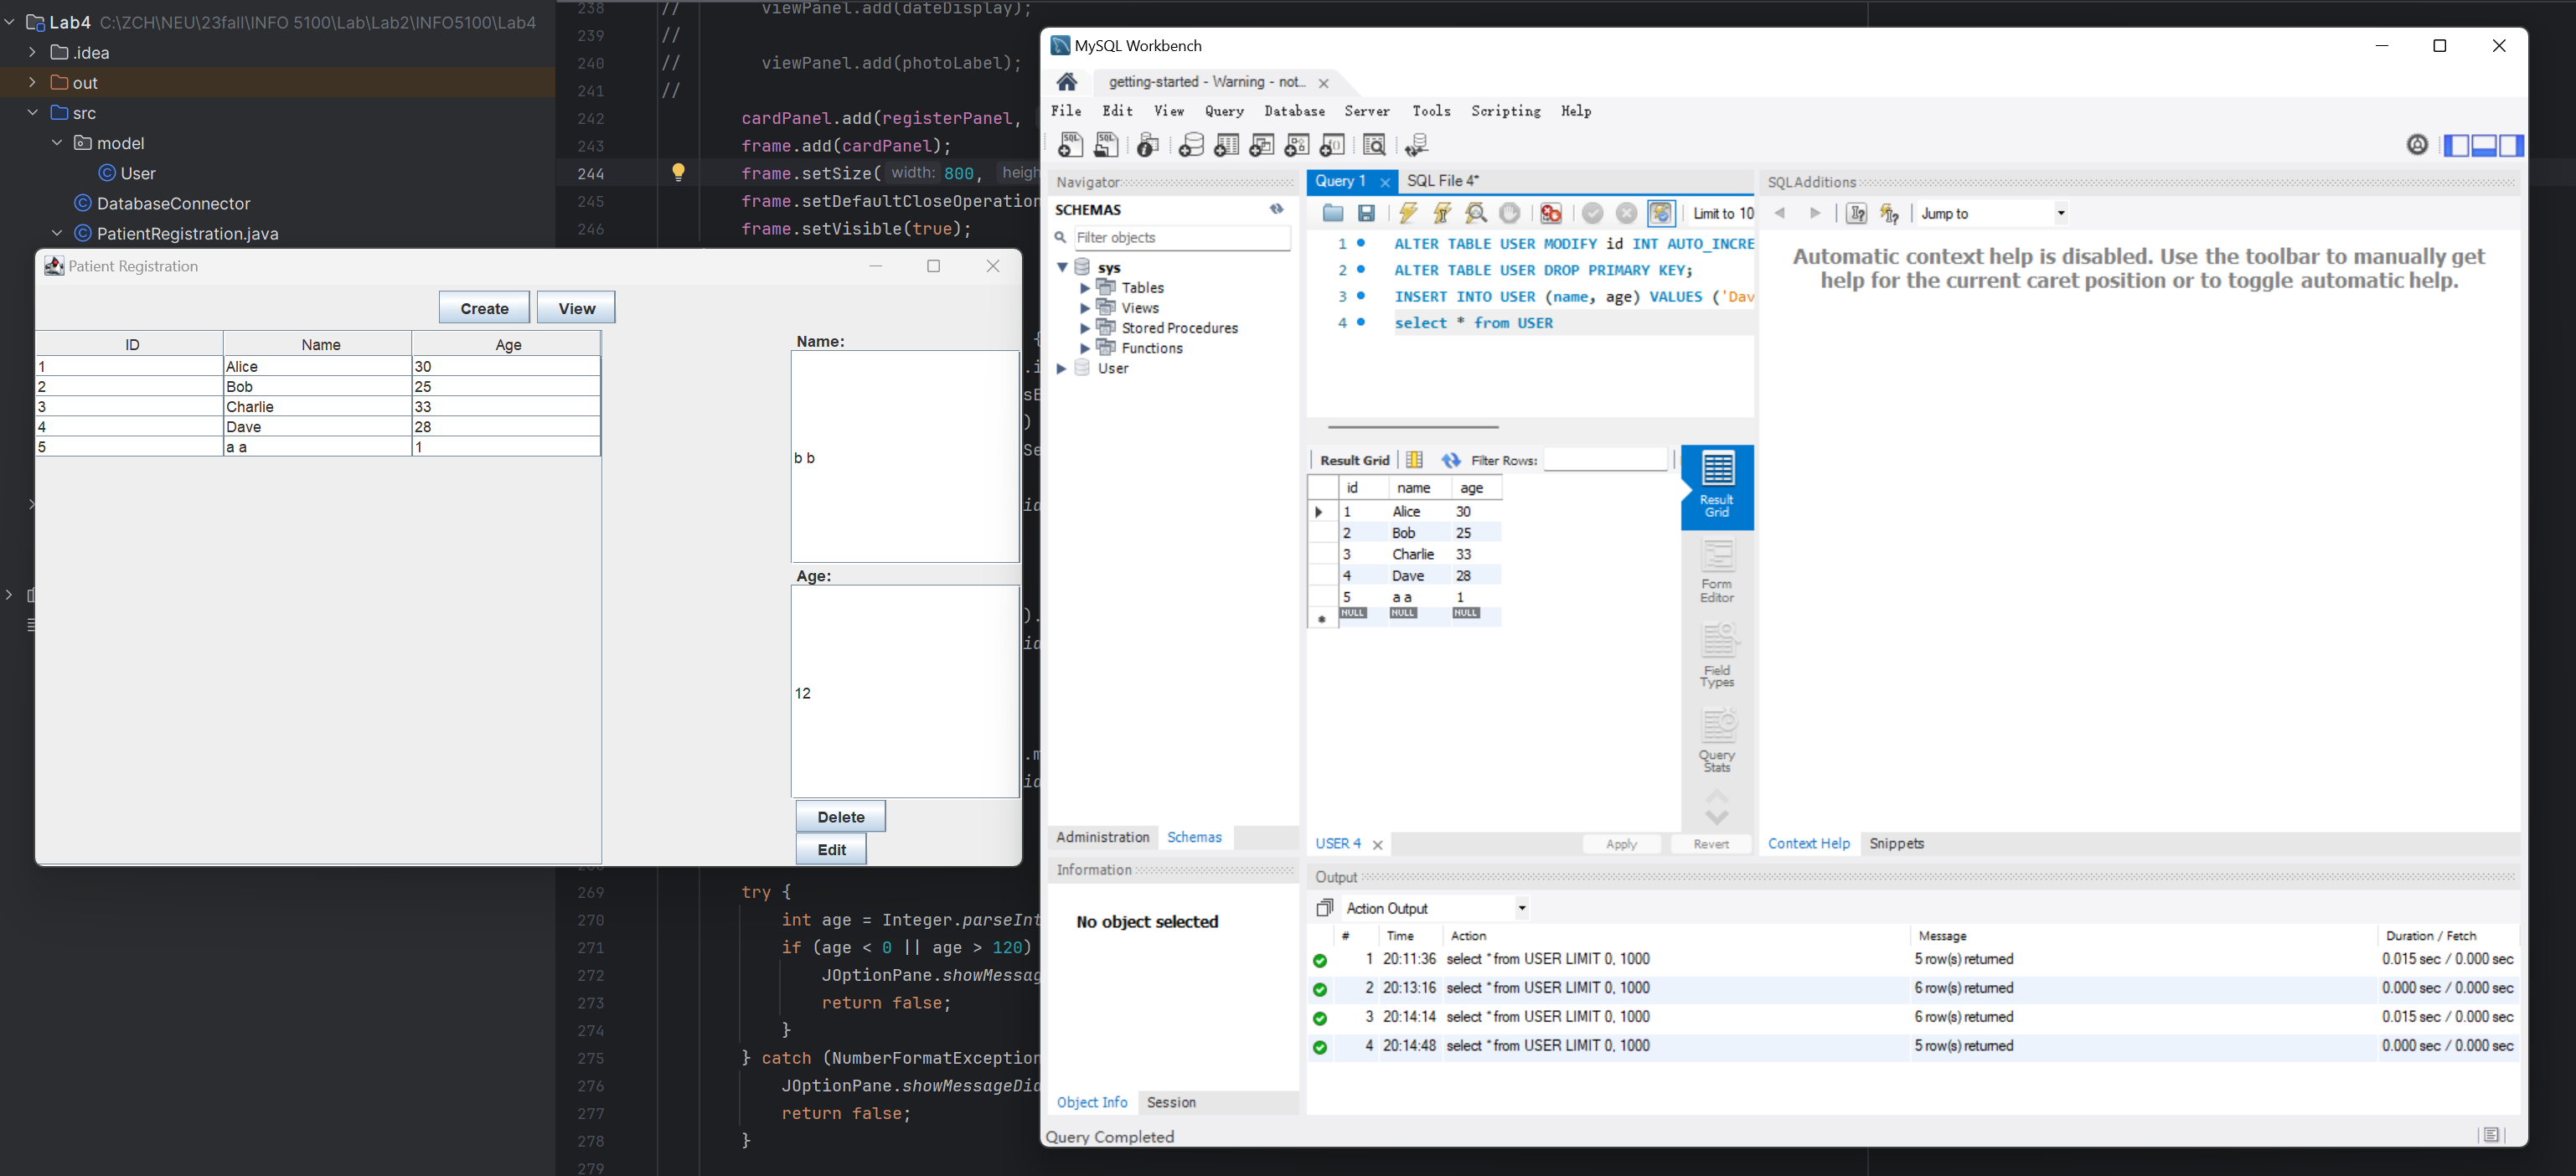 Lab4 C:\ZCH\NEU\23fall\INFO 5100\Lab\Lab2\INFO5100\Lab4
.idea
out
src
model
User
DatabaseConnector
PatientRegistration.java
238 // viewPanel.add(dateDisplay);
239 //
240 // viewPanel.add(photoLabel);
241 //
242 cardPanel.add(registerPanel,
243 frame.add(cardPanel);
244 frame.setSize( width: 800, heigh
245 frame.setDefaultCloseOperation
246 frame.setVisible(true);
Patient Registration
Create View
ID Name Age
1 Alice 30
2 Bob 25
3 Charlie 33
4 Dave 28
5 a a 1
Name:
b b
Age:
12
Delete
Edit
269 try {
270 int age = Integer.parseInt
271 if (age < 0 || age > 120)
272 JOptionPane.showMessag
273 return false;
274 }
275 } catch (NumberFormatException
276 JOptionPane.showMessageDia
277 return false;
278 }
279
MySQL Workbench
getting-started - Warning - not...
File Edit View Query Database Server Tools Scripting Help
Navigator
SCHEMAS
Filter objects
sys
Tables
Views
Stored Procedures
Functions
User
Administration Schemas
Information
No object selected
Object Info Session
Query Completed
Query 1 SQL File 4*
Limit to 10
1 ALTER TABLE USER MODIFY id INT AUTO_INCRE
2 ALTER TABLE USER DROP PRIMARY KEY;
3 INSERT INTO USER (name, age) VALUES ('Dav
4 select * from USER
Result Grid Filter Rows:
id name age
1 Alice 30
2 Bob 25
3 Charlie 33
4 Dave 28
5 a a 1
NULL NULL NULL
Result Grid
Form Editor
Field Types
Query Stats
USER 4 Apply Revert
SQLAdditions
Jump to
Automatic context help is disabled. Use the toolbar to manually get
help for the current caret position or to toggle automatic help.
Context Help Snippets
Output
Action Output
# Time Action Message Duration / Fetch
1 20:11:36 select * from USER LIMIT 0, 1000 5 row(s) returned 0.015 sec / 0.000 sec
2 20:13:16 select * from USER LIMIT 0, 1000 6 row(s) returned 0.000 sec / 0.000 sec
3 20:14:14 select * from USER LIMIT 0, 1000 6 row(s) returned 0.015 sec / 0.000 sec
4 20:14:48 select * from USER LIMIT 0, 1000 5 row(s) returned 0.000 sec / 0.000 sec